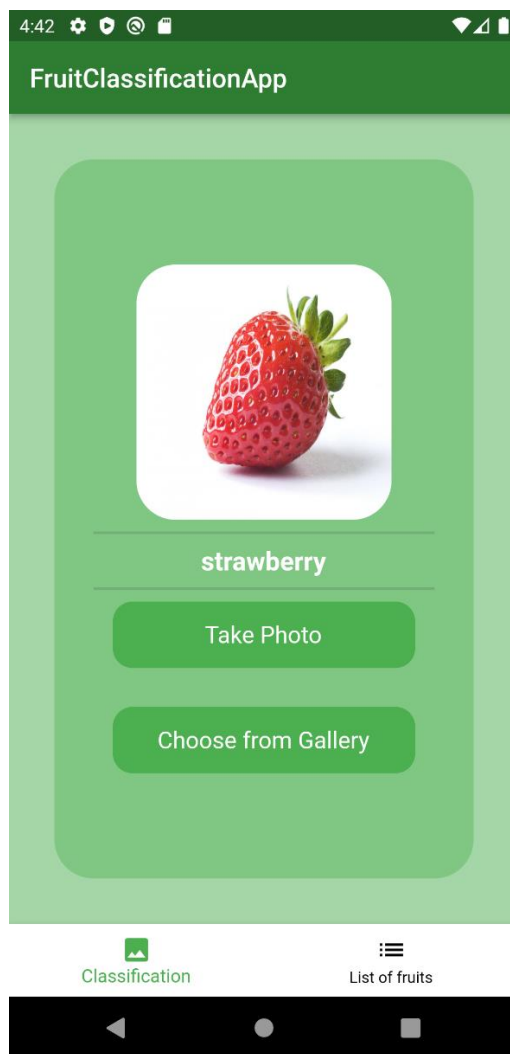 4:42
FruitClassificationApp
strawberry
Take Photo
Choose from Gallery
Classification
List of fruits